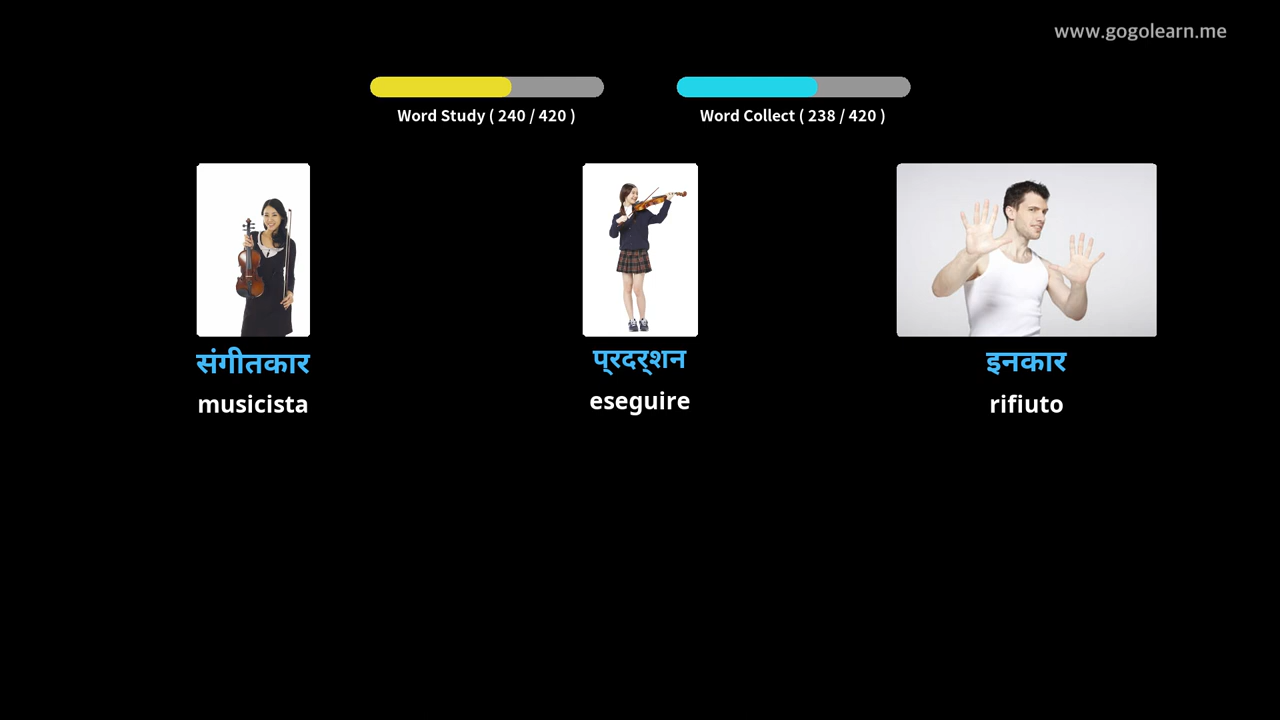 www.gogolearn.me
Word Study ( 240 / 420 )
Word Collect ( 238 / 420 )
संगीतकार
प्रदर्शन
इनकार
musicista
eseguire
rifiuto